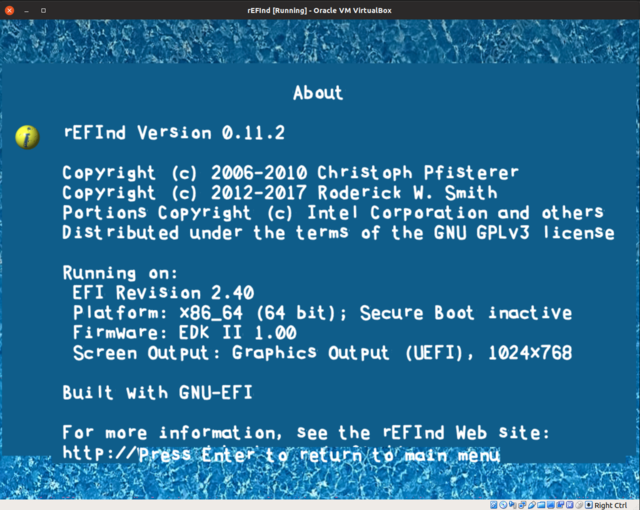 rEFInd [Running] - Oracle VM VirtualBox
About
rEFInd Version 0.11.2
Copyright (c) 2006-2010 Christoph Pfisterer
Copyright (c) 2012-2017 Roderick W. Smith
Portions Copyright (c) Intel Corporation and others
Distributed under the terms of the GNU GPLv3 license
Running on:
EFI Revision 2.40
Platform: x86_64 (64 bit); Secure Boot inactive
Firmware: EDK II 1.00
Screen Output: Graphics Output (UEFI), 1024x768
Built with GNU-EFI
For more information, see the rEFInd Web site:
http://
Press Enter to return to main menu
Right Ctrl